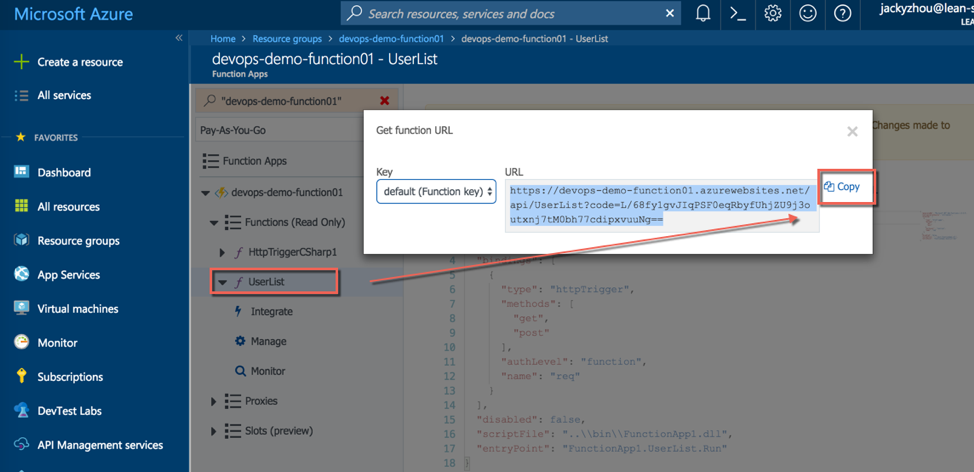 Microsoft Azure
Search resources, services and docs
jackyzhou@lean-s
LEA
Create a resource
All services
FAVORITES
Dashboard
All resources
Resource groups
App Services
Virtual machines
Monitor
Subscriptions
DevTest Labs
API Management services
Home > Resource groups > devops-demo-function01 > devops-demo-function01 - UserList
devops-demo-function01 - UserList
Function Apps
"devops-demo-function01"
Pay-As-You-Go
Function Apps
devops-demo-function01
Functions (Read Only)
HttpTriggerCSharp1
UserList
Integrate
Manage
Monitor
Proxies
Slots (preview)
Changes made to
Get function URL
Key
default (Function key)
URL
https://devops-demo-function01.azurewebsites.net/
api/UserList?code=L/68fy1gvJIqPSF0eqRbyfUhjZU9j3o
utxnj7tM0bh77cdipxvuuNg==
Copy
4
5 {
6 "type": "httpTrigger",
7 "methods": [
8 "get",
9 "post"
10 ],
11 "authLevel": "function",
12 "name": "req"
13 }
14 ],
15 "disabled": false,
16 "scriptFile": "..\\bin\\FunctionApp1.dll",
17 "entryPoint": "FunctionApp1.UserList.Run"
18 }